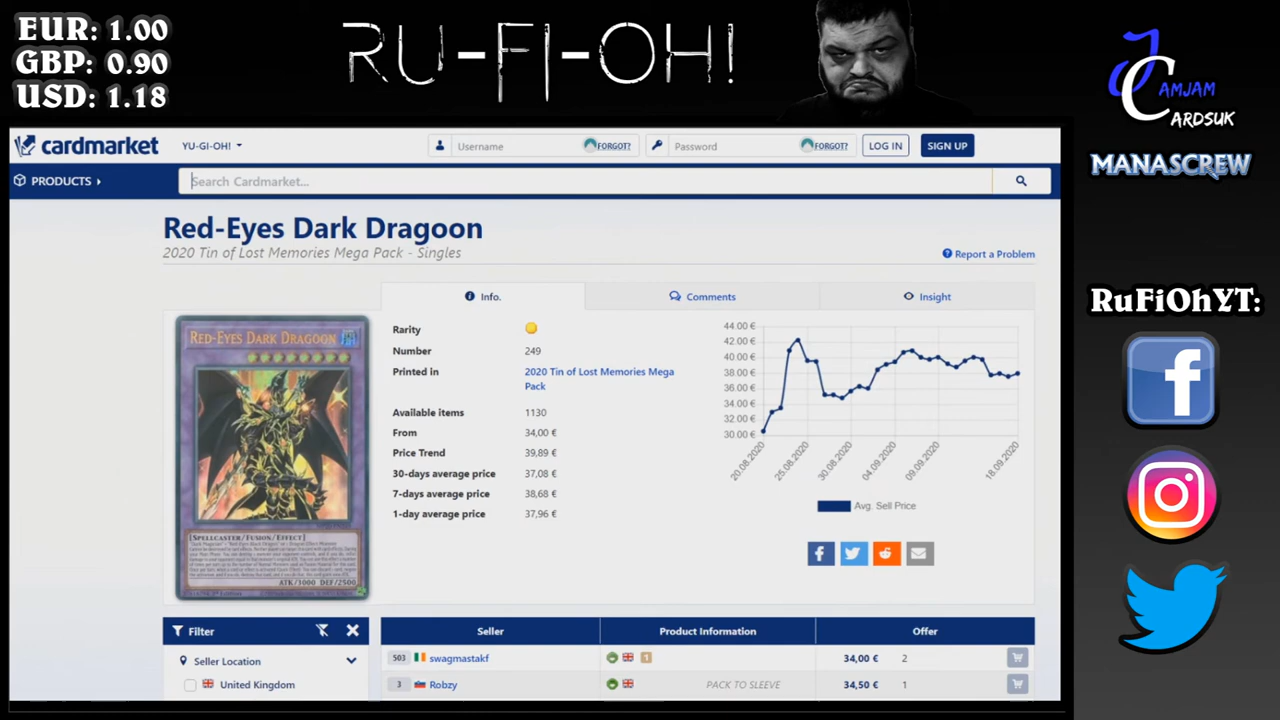 EUR: 1.00
GBP: 0.90
USD: 1.18
RU-FI-OH!
JC
AMJAM
ARDSUK
MANASCREW
cardmarket
YU-GI-OH!
Username
FORGOT?
Password
FORGOT?
LOG IN
SIGN UP
PRODUCTS
Search Cardmarket...
Red-Eyes Dark Dragoon
2020 Tin of Lost Memories Mega Pack - Singles
Report a Problem
Info.
Comments
Insight
RED-EYES DARK DRAGOON
[SPELLCASTER/FUSION/EFFECT]
ATK/3000 DEF/2500
Rarity
Number 249
Printed in 2020 Tin of Lost Memories Mega
Pack
Available items 1130
From 34,00 €
Price Trend 39,89 €
30-days average price 37,08 €
7-days average price 38,68 €
1-day average price 37,96 €
44.00 €
42.00 €
40.00 €
38.00 €
36.00 €
34.00 €
32.00 €
30.00 €
20.08.2020
25.08.2020
30.08.2020
04.09.2020
09.09.2020
18.09.2020
Avg. Sell Price
RuFiOhYT:
Filter
Seller Location
United Kingdom
Seller Product Information Offer
503 swagmastakf 1 34,00 € 2
3 Robzy PACK TO SLEEVE 34,50 € 1